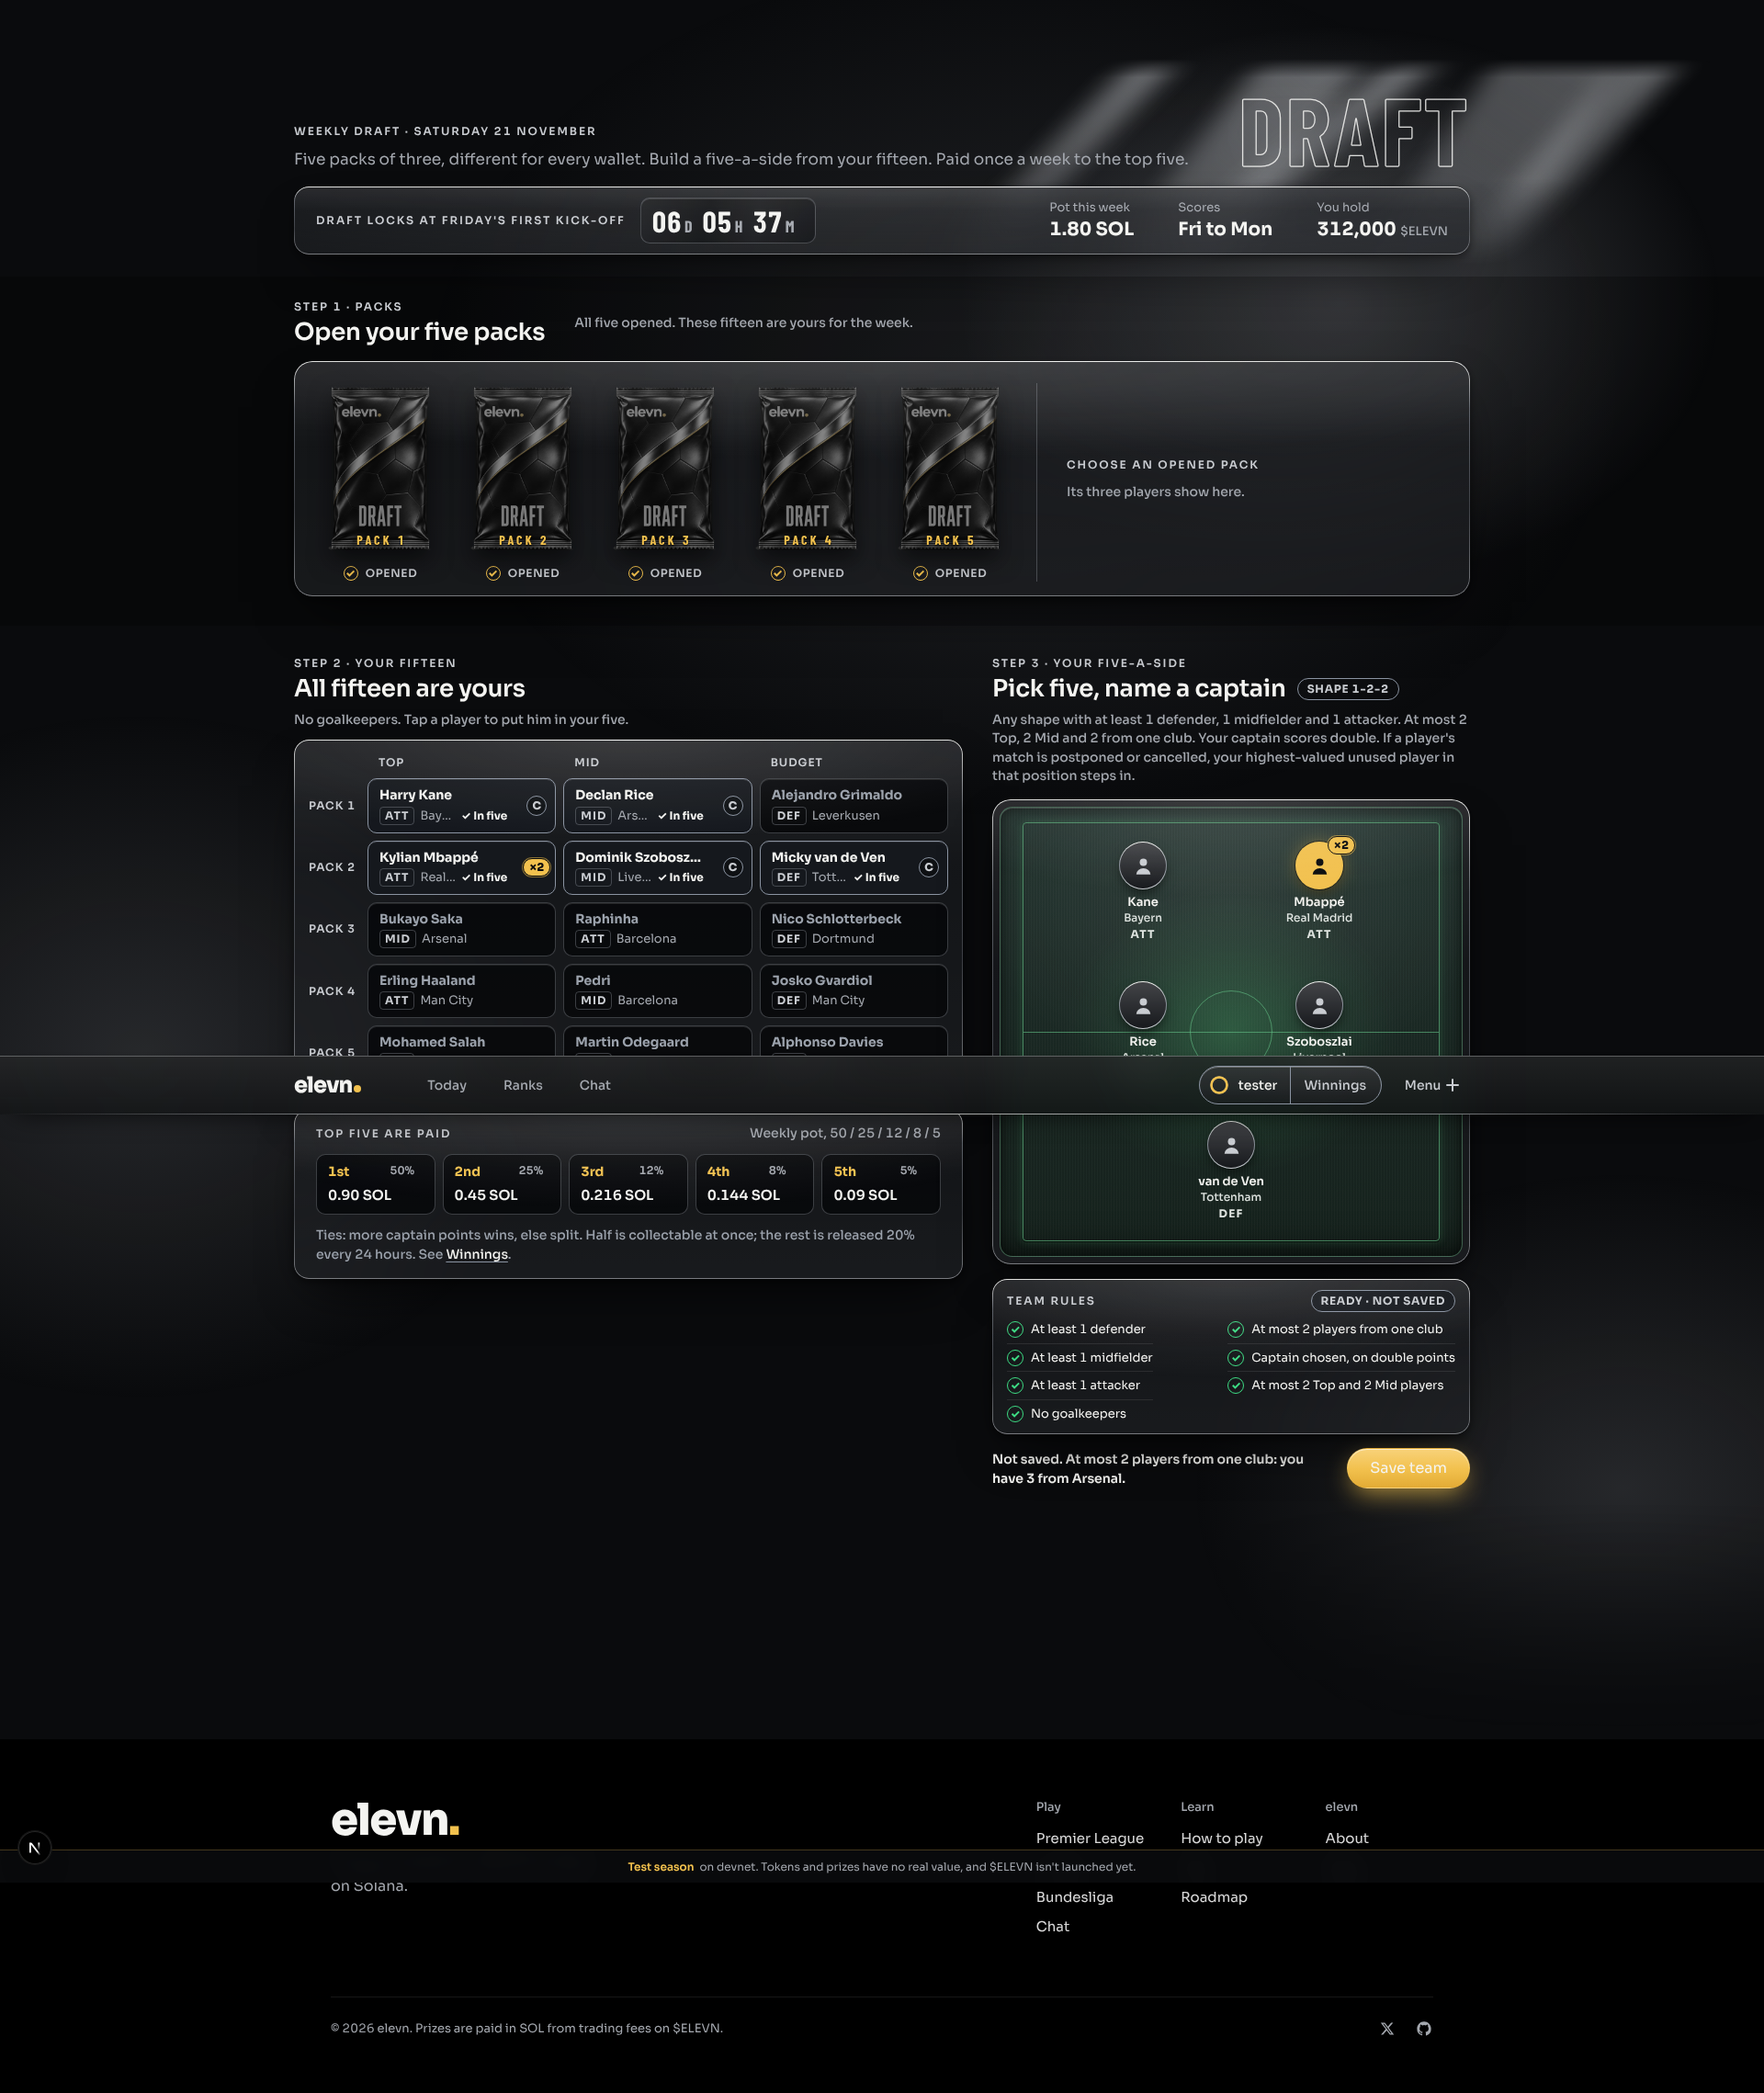 DRAFT
WEEKLY DRAFT · SATURDAY 21 NOVEMBER
Five packs of three, different for every wallet. Build a five-a-side from your fifteen. Paid once a week to the top five.
DRAFT LOCKS AT FRIDAY'S FIRST KICK-OFF
06D 05H 37M
Pot this week
1.80 SOL
Scores
Fri to Mon
You hold
312,000 $ELEVN
STEP 1 · PACKS
Open your five packs
All five opened. These fifteen are yours for the week.
elevn. elevn. elevn. elevn. elevn.
DRAFT DRAFT DRAFT DRAFT DRAFT
PACK 1 PACK 2 PACK 3 PACK 4 PACK 5
OPENED OPENED OPENED OPENED OPENED
CHOOSE AN OPENED PACK
Its three players show here.
STEP 2 · YOUR FIFTEEN
All fifteen are yours
No goalkeepers. Tap a player to put him in your five.
TOP MID BUDGET
PACK 1
Harry Kane
ATT Bay... ✓ In five C
Declan Rice
MID Ars... ✓ In five C
Alejandro Grimaldo
DEF Leverkusen
PACK 2
Kylian Mbappé
ATT Real... ✓ In five ×2
Dominik Szobosz...
MID Live... ✓ In five C
Micky van de Ven
DEF Tott... ✓ In five C
PACK 3
Bukayo Saka
MID Arsenal
Raphinha
ATT Barcelona
Nico Schlotterbeck
DEF Dortmund
PACK 4
Erling Haaland
ATT Man City
Pedri
MID Barcelona
Josko Gvardiol
DEF Man City
PACK 5
Mohamed Salah
Martin Odegaard
Alphonso Davies
STEP 3 · YOUR FIVE-A-SIDE
Pick five, name a captain
SHAPE 1-2-2
Any shape with at least 1 defender, 1 midfielder and 1 attacker. At most 2
Top, 2 Mid and 2 from one club. Your captain scores double. If a player's
match is postponed or cancelled, your highest-valued unused player in
that position steps in.
Kane
Bayern
ATT
×2
Mbappé
Real Madrid
ATT
Rice
Szoboszlai
elevn.
Today
Ranks
Chat
tester
Winnings
Menu
van de Ven
Tottenham
DEF
TOP FIVE ARE PAID
Weekly pot, 50 / 25 / 12 / 8 / 5
1st 50%
0.90 SOL
2nd 25%
0.45 SOL
3rd 12%
0.216 SOL
4th 8%
0.144 SOL
5th 5%
0.09 SOL
Ties: more captain points wins, else split. Half is collectable at once; the rest is released 20%
every 24 hours. See Winnings.
TEAM RULES
READY · NOT SAVED
At least 1 defender
At least 1 midfielder
At least 1 attacker
No goalkeepers
At most 2 players from one club
Captain chosen, on double points
At most 2 Top and 2 Mid players
Not saved. At most 2 players from one club: you
have 3 from Arsenal.
Save team
elevn.
on Solana.
Play
Premier League
Bundesliga
Chat
Learn
How to play
Roadmap
elevn
About
N
Test season on devnet. Tokens and prizes have no real value, and $ELEVN isn't launched yet.
© 2026 elevn. Prizes are paid in SOL from trading fees on $ELEVN.